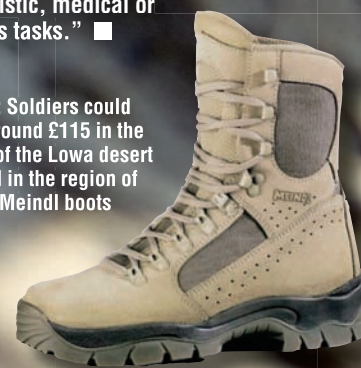 istic, medical or
s tasks.” ■
Soldiers could
round £115 in the
of the Lowa desert
in the region of
Meindl boots
MEINDL